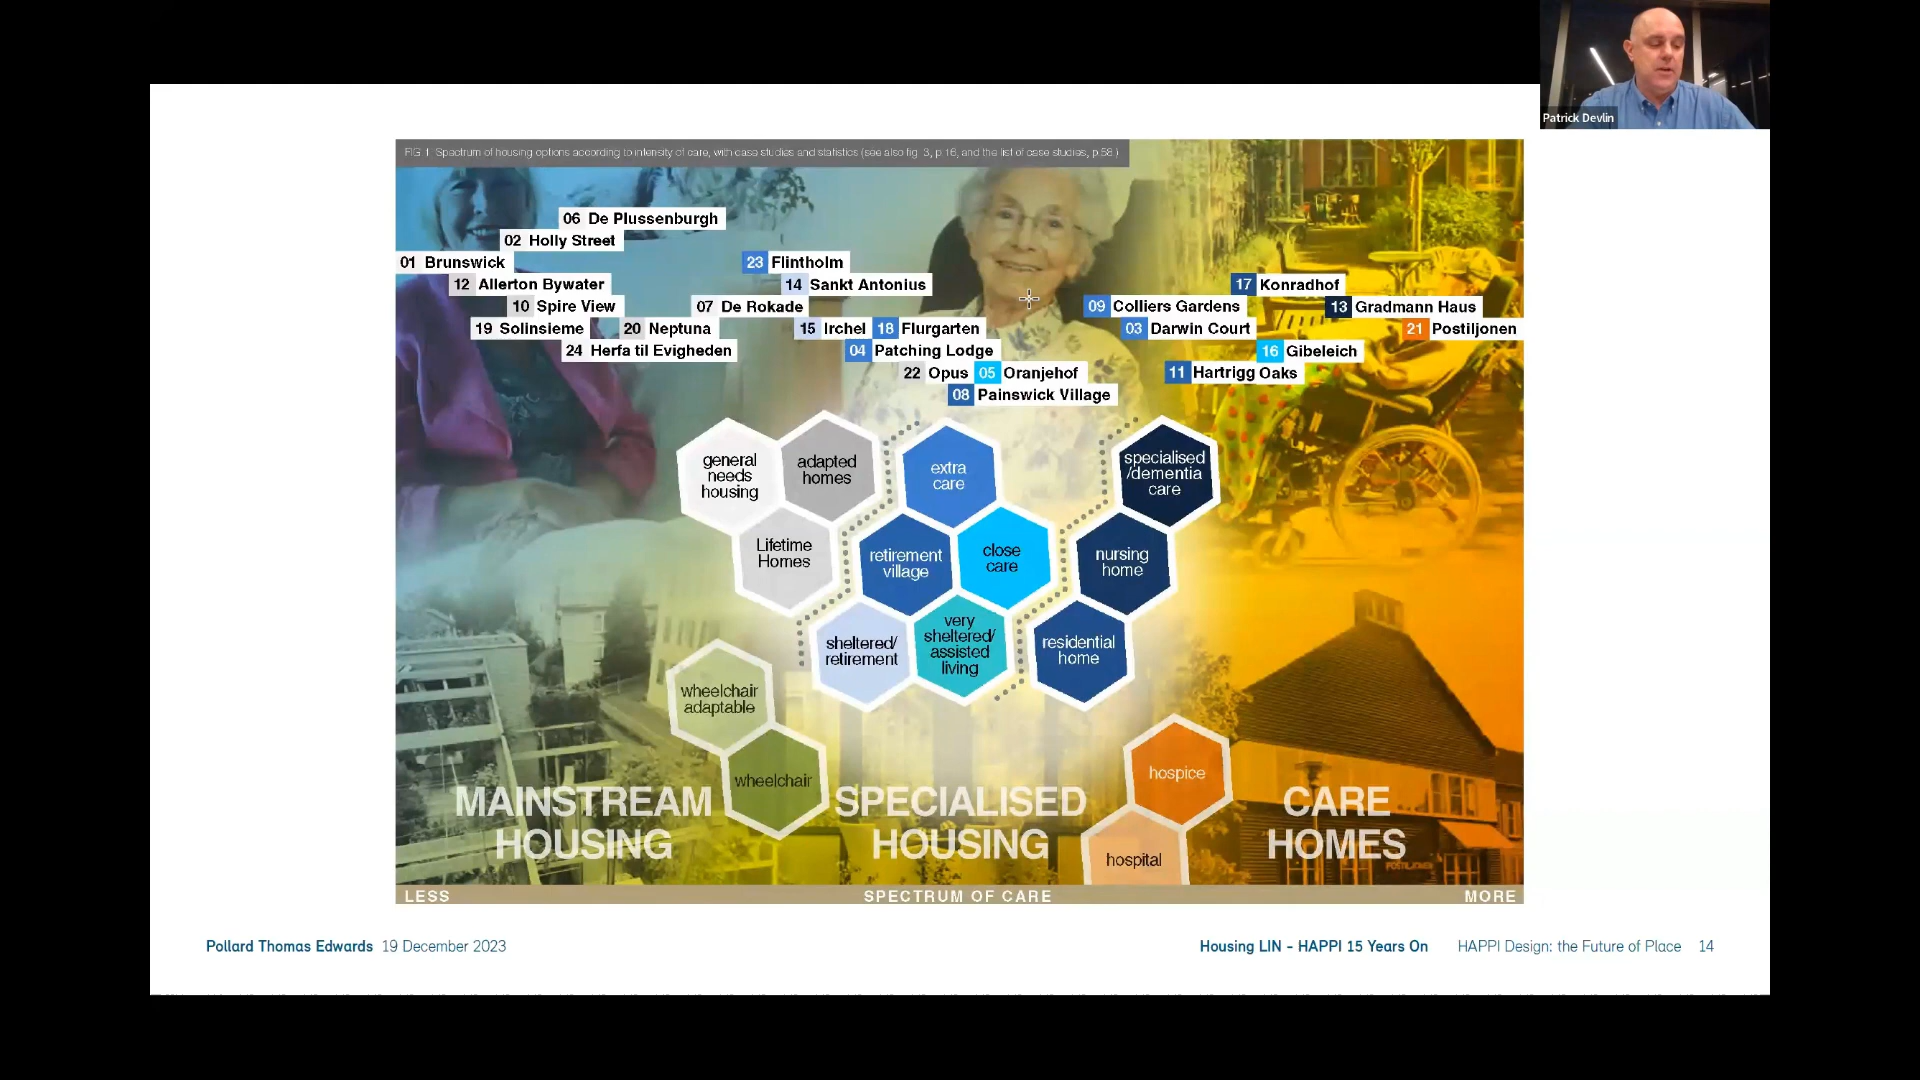 Patrick Devlin
FIG 1 Spectrum of housing options according to intensity of care, with case studies and statistics (see also fig. 3, p.16, and the list of case studies, p.58.)
06 De Plussenburgh
02 Holly Street
01 Brunswick
23 Flintholm
12 Allerton Bywater
14 Sankt Antonius
17 Konradhof
10 Spire View
07 De Rokade
09 Colliers Gardens
13 Gradmann Haus
19 Solinsieme
20 Neptuna
15 Irchel
18 Flurgarten
03 Darwin Court
21 Postiljonen
24 Herfa til Evigheden
04 Patching Lodge
16 Gibeleich
22 Opus
05 Oranjehof
11 Hartrigg Oaks
08 Painswick Village
general
needs
housing
adapted
homes
extra
care
specialised
/dementia
care
Lifetime
Homes
retirement
village
close
care
nursing
home
sheltered/
retirement
very
sheltered/
assisted
living
residential
home
wheelchair
adaptable
wheelchair
hospice
hospital
MAINSTREAM
HOUSING
SPECIALISED
HOUSING
CARE
HOMES
POSTILJONEN
LESS
SPECTRUM OF CARE
MORE
Pollard Thomas Edwards 19 December 2023
Housing LIN - HAPPI 15 Years On HAPPI Design: the Future of Place 14